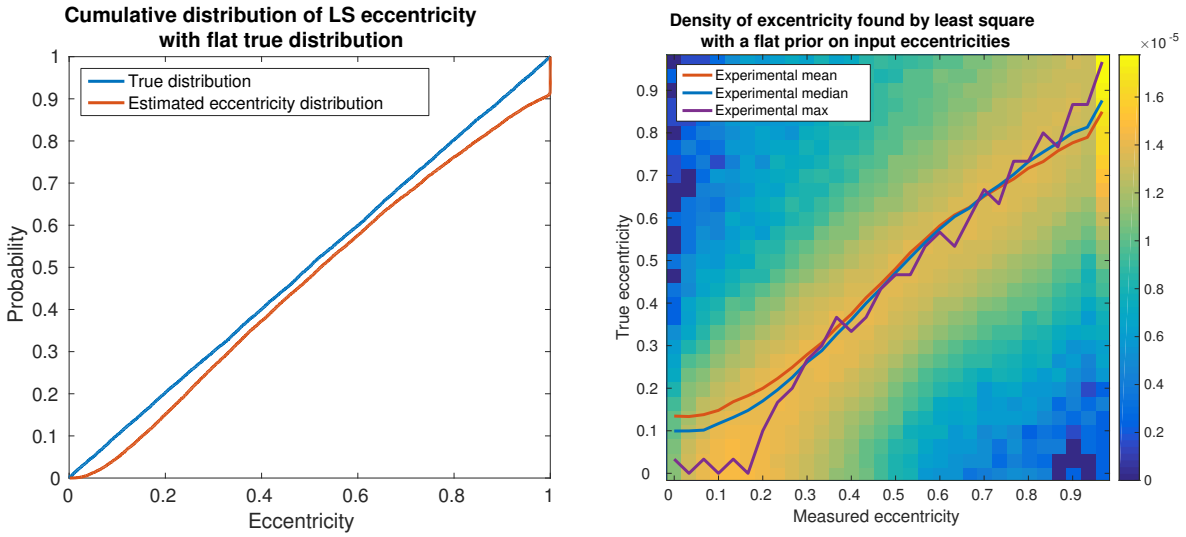 Cumulative distribution of LS eccentricity
with flat true distribution
1
0.9
0.8
0.7
0.6
0.5
0.4
0.3
0.2
0.1
0
Probability
True distribution
Estimated eccentricity distribution
0 0.2 0.4 0.6 0.8 1
Eccentricity
Density of excentricity found by least square
with a flat prior on input eccentricities
0.9
0.8
0.7
0.6
0.5
0.4
0.3
0.2
0.1
0
True eccentricity
Experimental mean
Experimental median
Experimental max
0 0.1 0.2 0.3 0.4 0.5 0.6 0.7 0.8 0.9
Measured eccentricity
×10-5
1.6
1.4
1.2
1
0.8
0.6
0.4
0.2
0